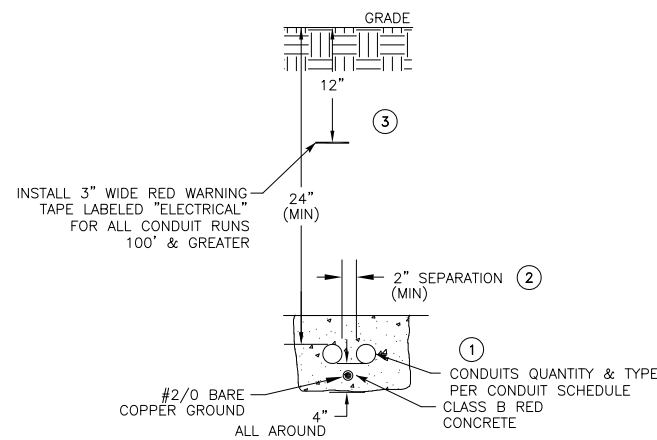 GRADE
12"
3
INSTALL 3" WIDE RED WARNING
TAPE LABELED "ELECTRICAL"
FOR ALL CONDUIT RUNS
100' & GREATER
24"
(MIN)
2" SEPARATION
(MIN)
2
1
CONDUITS QUANTITY & TYPE
PER CONDUIT SCHEDULE
CLASS B RED
CONCRETE
#2/0 BARE
COPPER GROUND
4"
ALL AROUND